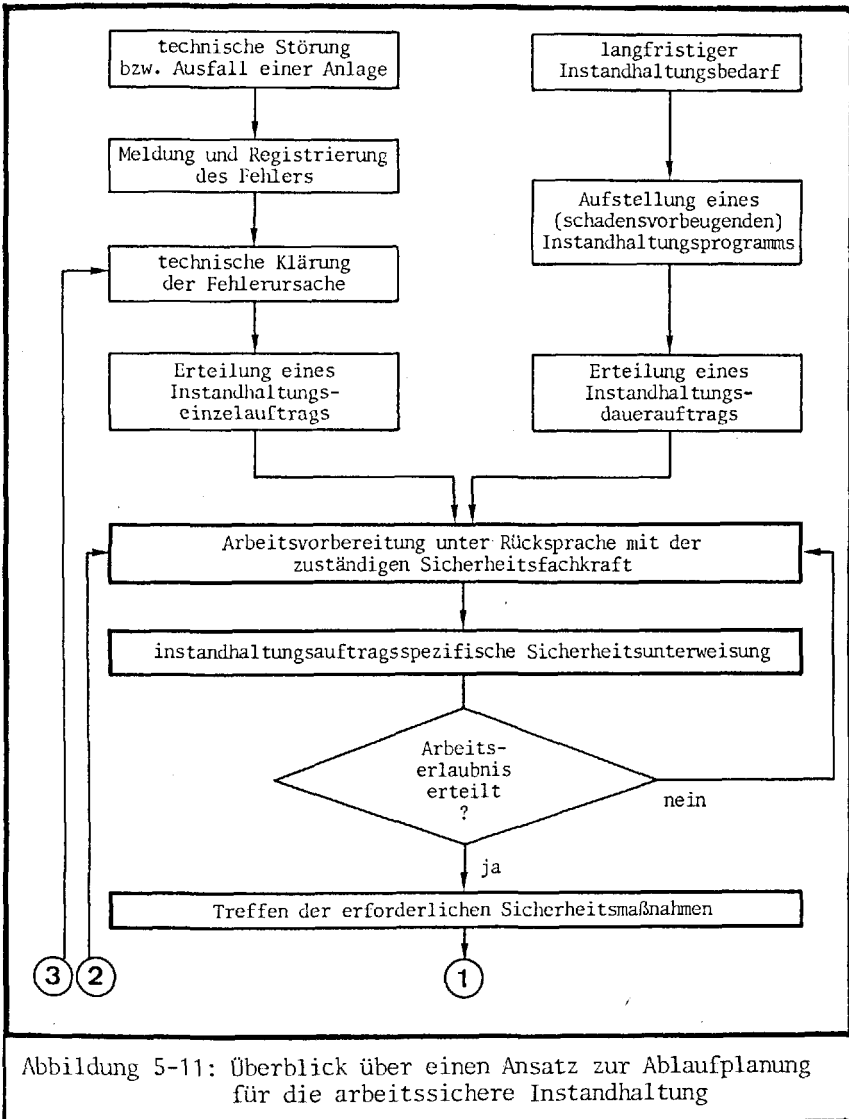 technische Störung
bzw. Ausfall einer Anlage
langfristiger
Instandhaltungsbedarf
Meldung und Registrierung
des Fehlers
Aufstellung eines
(schadensvorbeugenden)
Instandhaltungsprogramms
technische Klärung
der Fehlerursache
Erteilung eines
Instandhaltungs-
einzelauftrags
Erteilung eines
Instandhaltungs-
dauerauftrags
Arbeitsvorbereitung unter Rücksprache mit der
zuständigen Sicherheitsfachkraft
instandhaltungsauftragsspezifische Sicherheitsunterweisung
Arbeits-
erlaubnis
erteilt
?
nein
ja
Treffen der erforderlichen Sicherheitsmaßnahmen
3 2 1
Abbildung 5-11: Überblick über einen Ansatz zur Ablaufplanung
für die arbeitssichere Instandhaltung